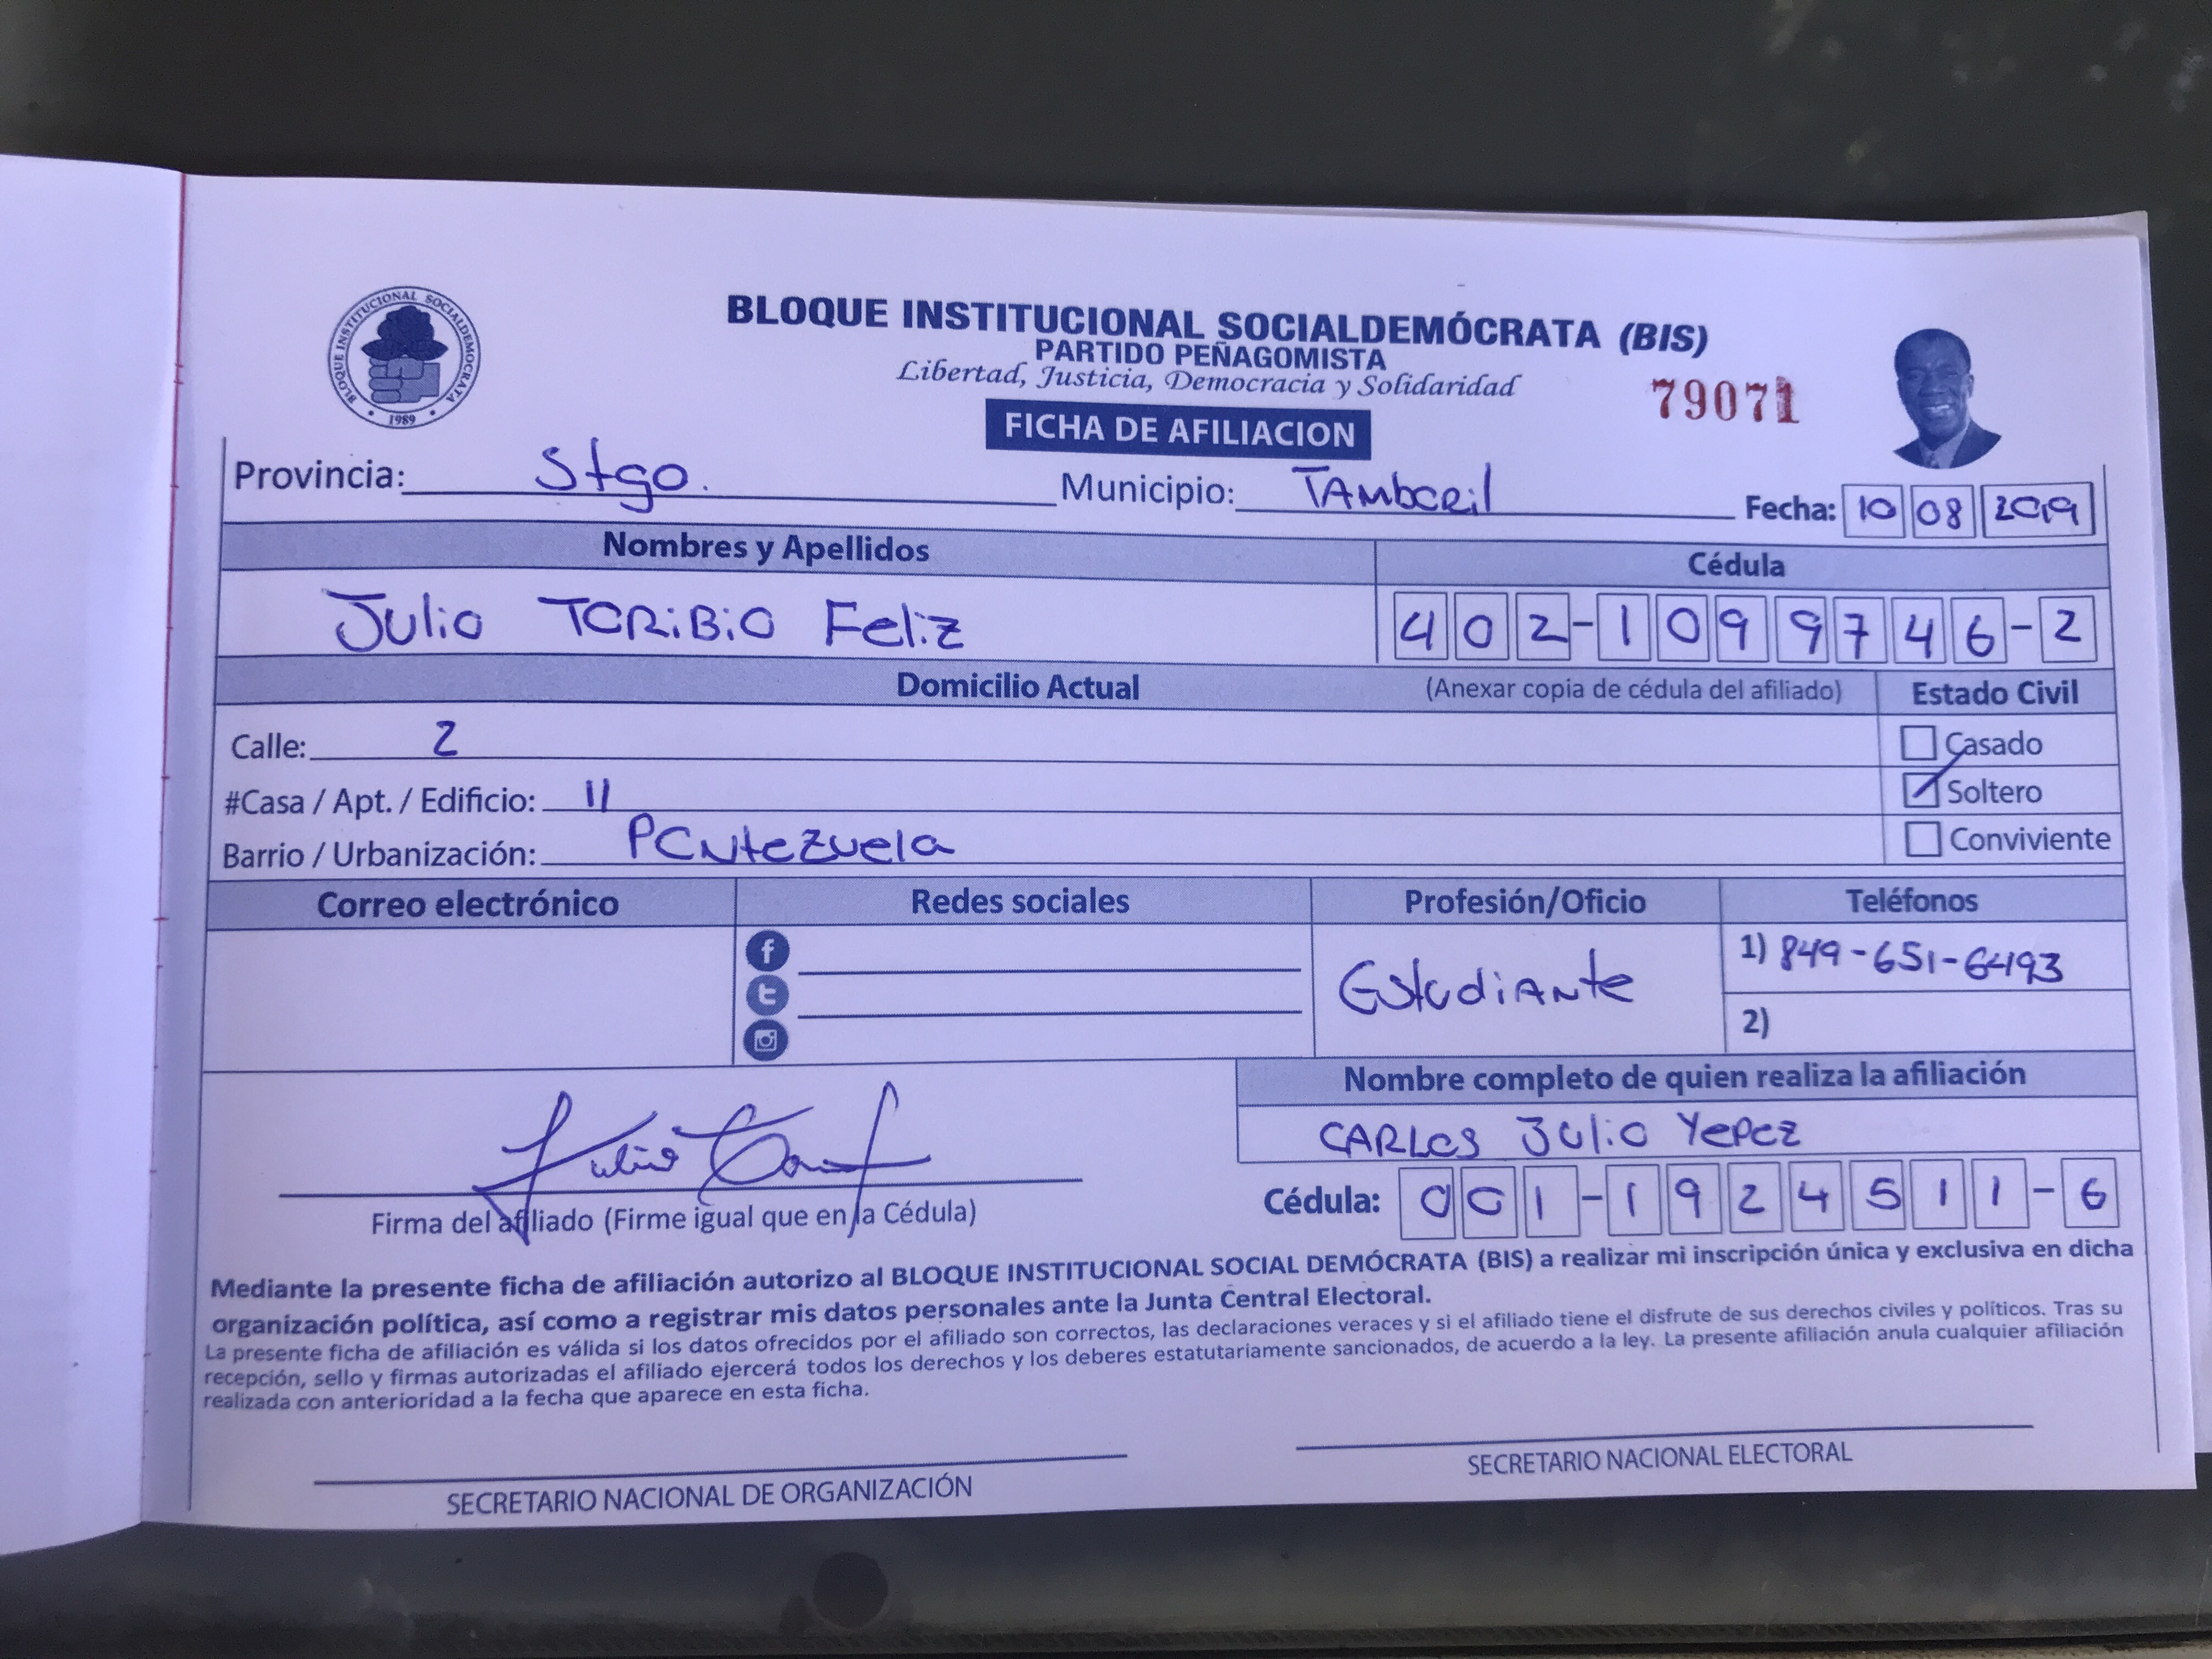 BLOQUE INSTITUCIONAL SOCIALDEMOCRATA
1989
BLOQUE INSTITUCIONAL SOCIALDEMÓCRATA (BIS)
PARTIDO PEÑAGOMISTA
Libertad, Justicia, Democracia y Solidaridad
79071
FICHA DE AFILIACION
Provincia: Stgo. Municipio: TAmboril Fecha: 10 08 2019
Nombres y Apellidos Cédula
Julio TORiBiO Feliz 402-1099746-2
Domicilio Actual (Anexar copia de cédula del afiliado) Estado Civil
Calle: 2 Casado
#Casa / Apt. / Edificio: 11 Soltero
Barrio / Urbanización: PONtezuela Conviviente
Correo electrónico Redes sociales Profesión/Oficio Teléfonos
Estudiante 1) 849-651-6493
2)
Nombre completo de quien realiza la afiliación
CARLOS Julio Yepez
Firma del afiliado (Firme igual que en la Cédula) Cédula: 001-1924511-6
Mediante la presente ficha de afiliación autorizo al BLOQUE INSTITUCIONAL SOCIAL DEMÓCRATA (BIS) a realizar mi inscripción única y exclusiva en dicha
organización política, así como a registrar mis datos personales ante la Junta Central Electoral.
La presente ficha de afiliación es válida si los datos ofrecidos por el afiliado son correctos, las declaraciones veraces y si el afiliado tiene el disfrute de sus derechos civiles y políticos. Tras su
recepción, sello y firmas autorizadas el afiliado ejercerá todos los derechos y los deberes estatutariamente sancionados, de acuerdo a la ley. La presente afiliación anula cualquier afiliación
realizada con anterioridad a la fecha que aparece en esta ficha.
SECRETARIO NACIONAL DE ORGANIZACIÓN SECRETARIO NACIONAL ELECTORAL